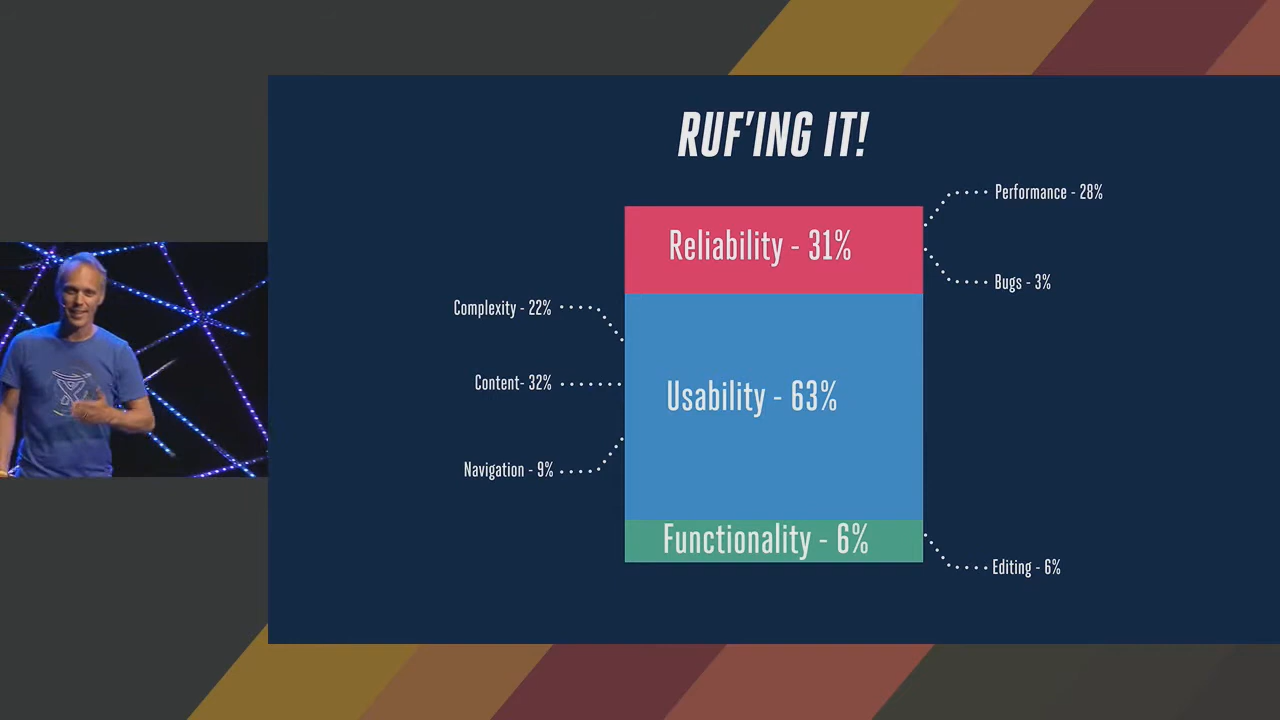 RUF'ING IT!
Performance - 28%
Reliability - 31%
Bugs - 3%
Complexity - 22%
Content- 32%
Usability - 63%
Navigation - 9%
Functionality - 6%
Editing - 6%